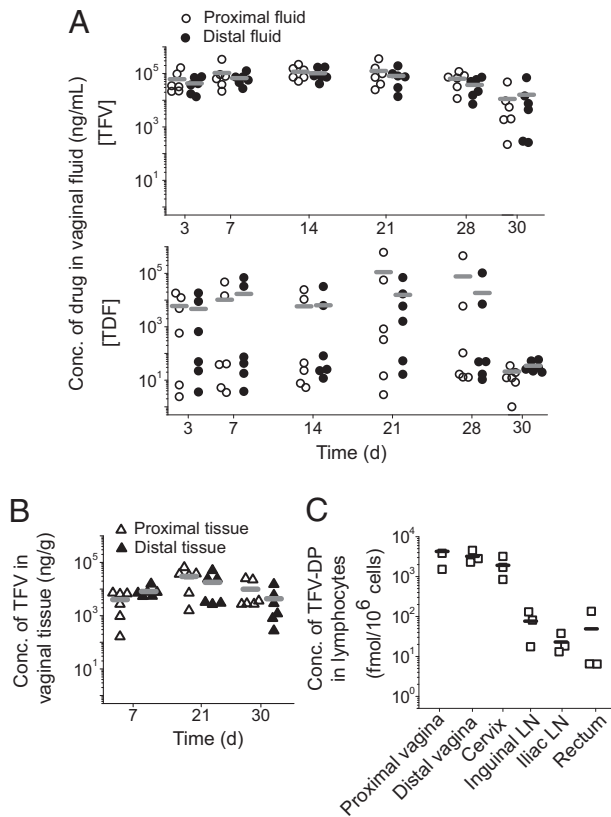 A
Proximal fluid
Distal fluid
Conc. of drug in vaginal fluid (ng/mL)
[TFV]
10^5
10^3
10^1
3 7 14 21 28 30
[TDF]
10^5
10^3
10^1
3 7 14 21 28 30
Time (d)
B
Proximal tissue
Distal tissue
Conc. of TFV in
vaginal tissue (ng/g)
10^5
10^3
10^1
7 21 30
Time (d)
C
Conc. of TFV-DP
in lymphocytes
(fmol/10^6 cells)
10^4
10^3
10^2
10^1
10^0
Proximal vagina
Distal vagina
Cervix
Inguinal LN
Iliac LN
Rectum